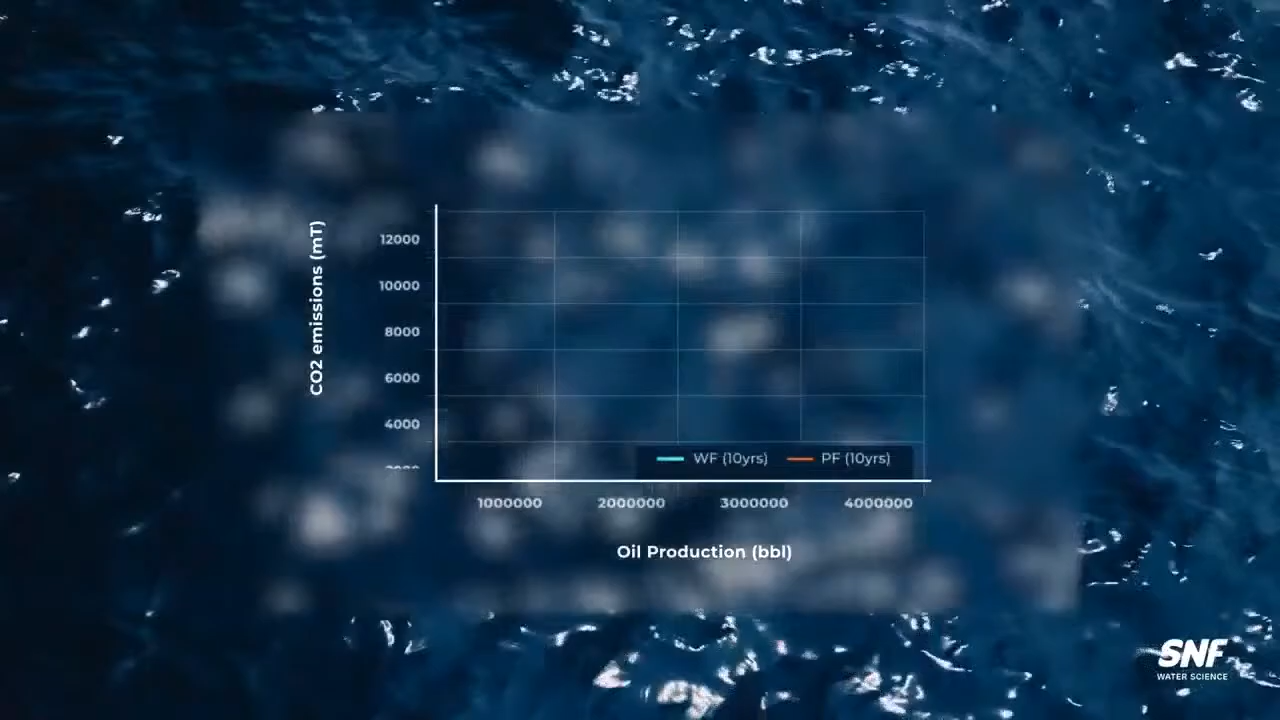 CO2 emissions (mT)
12000
10000
8000
6000
4000
WF (10yrs) PF (10yrs)
1000000 2000000 3000000 4000000
Oil Production (bbl)
SNF
WATER SCIENCE